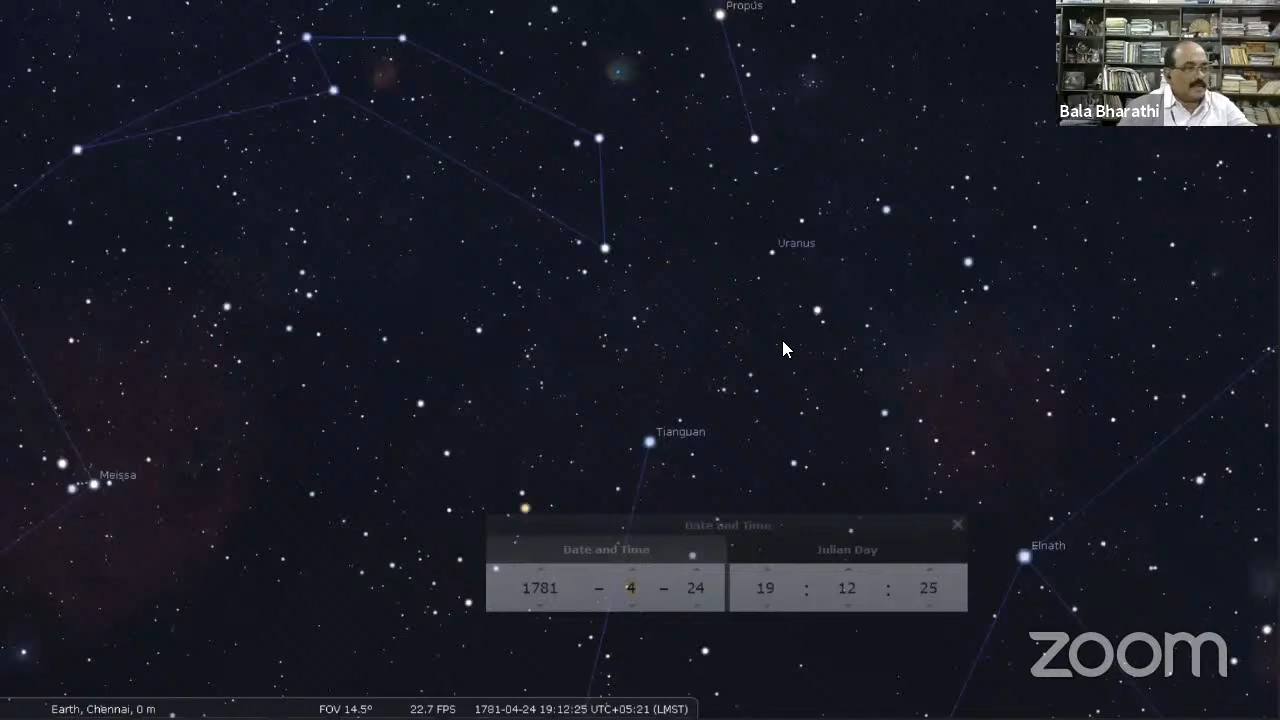 Propus
Bala Bharathi
Uranus
Tianguan
Meissa
Date and Time
Elnath
Date and Time
Julian Day
1781 - 4 - 24 19 : 12 : 25
zoom
Earth, Chennai, 0 m FOV 14.5° 22.7 FPS 1781-04-24 19:12:25 UTC+05:21 (LMST)